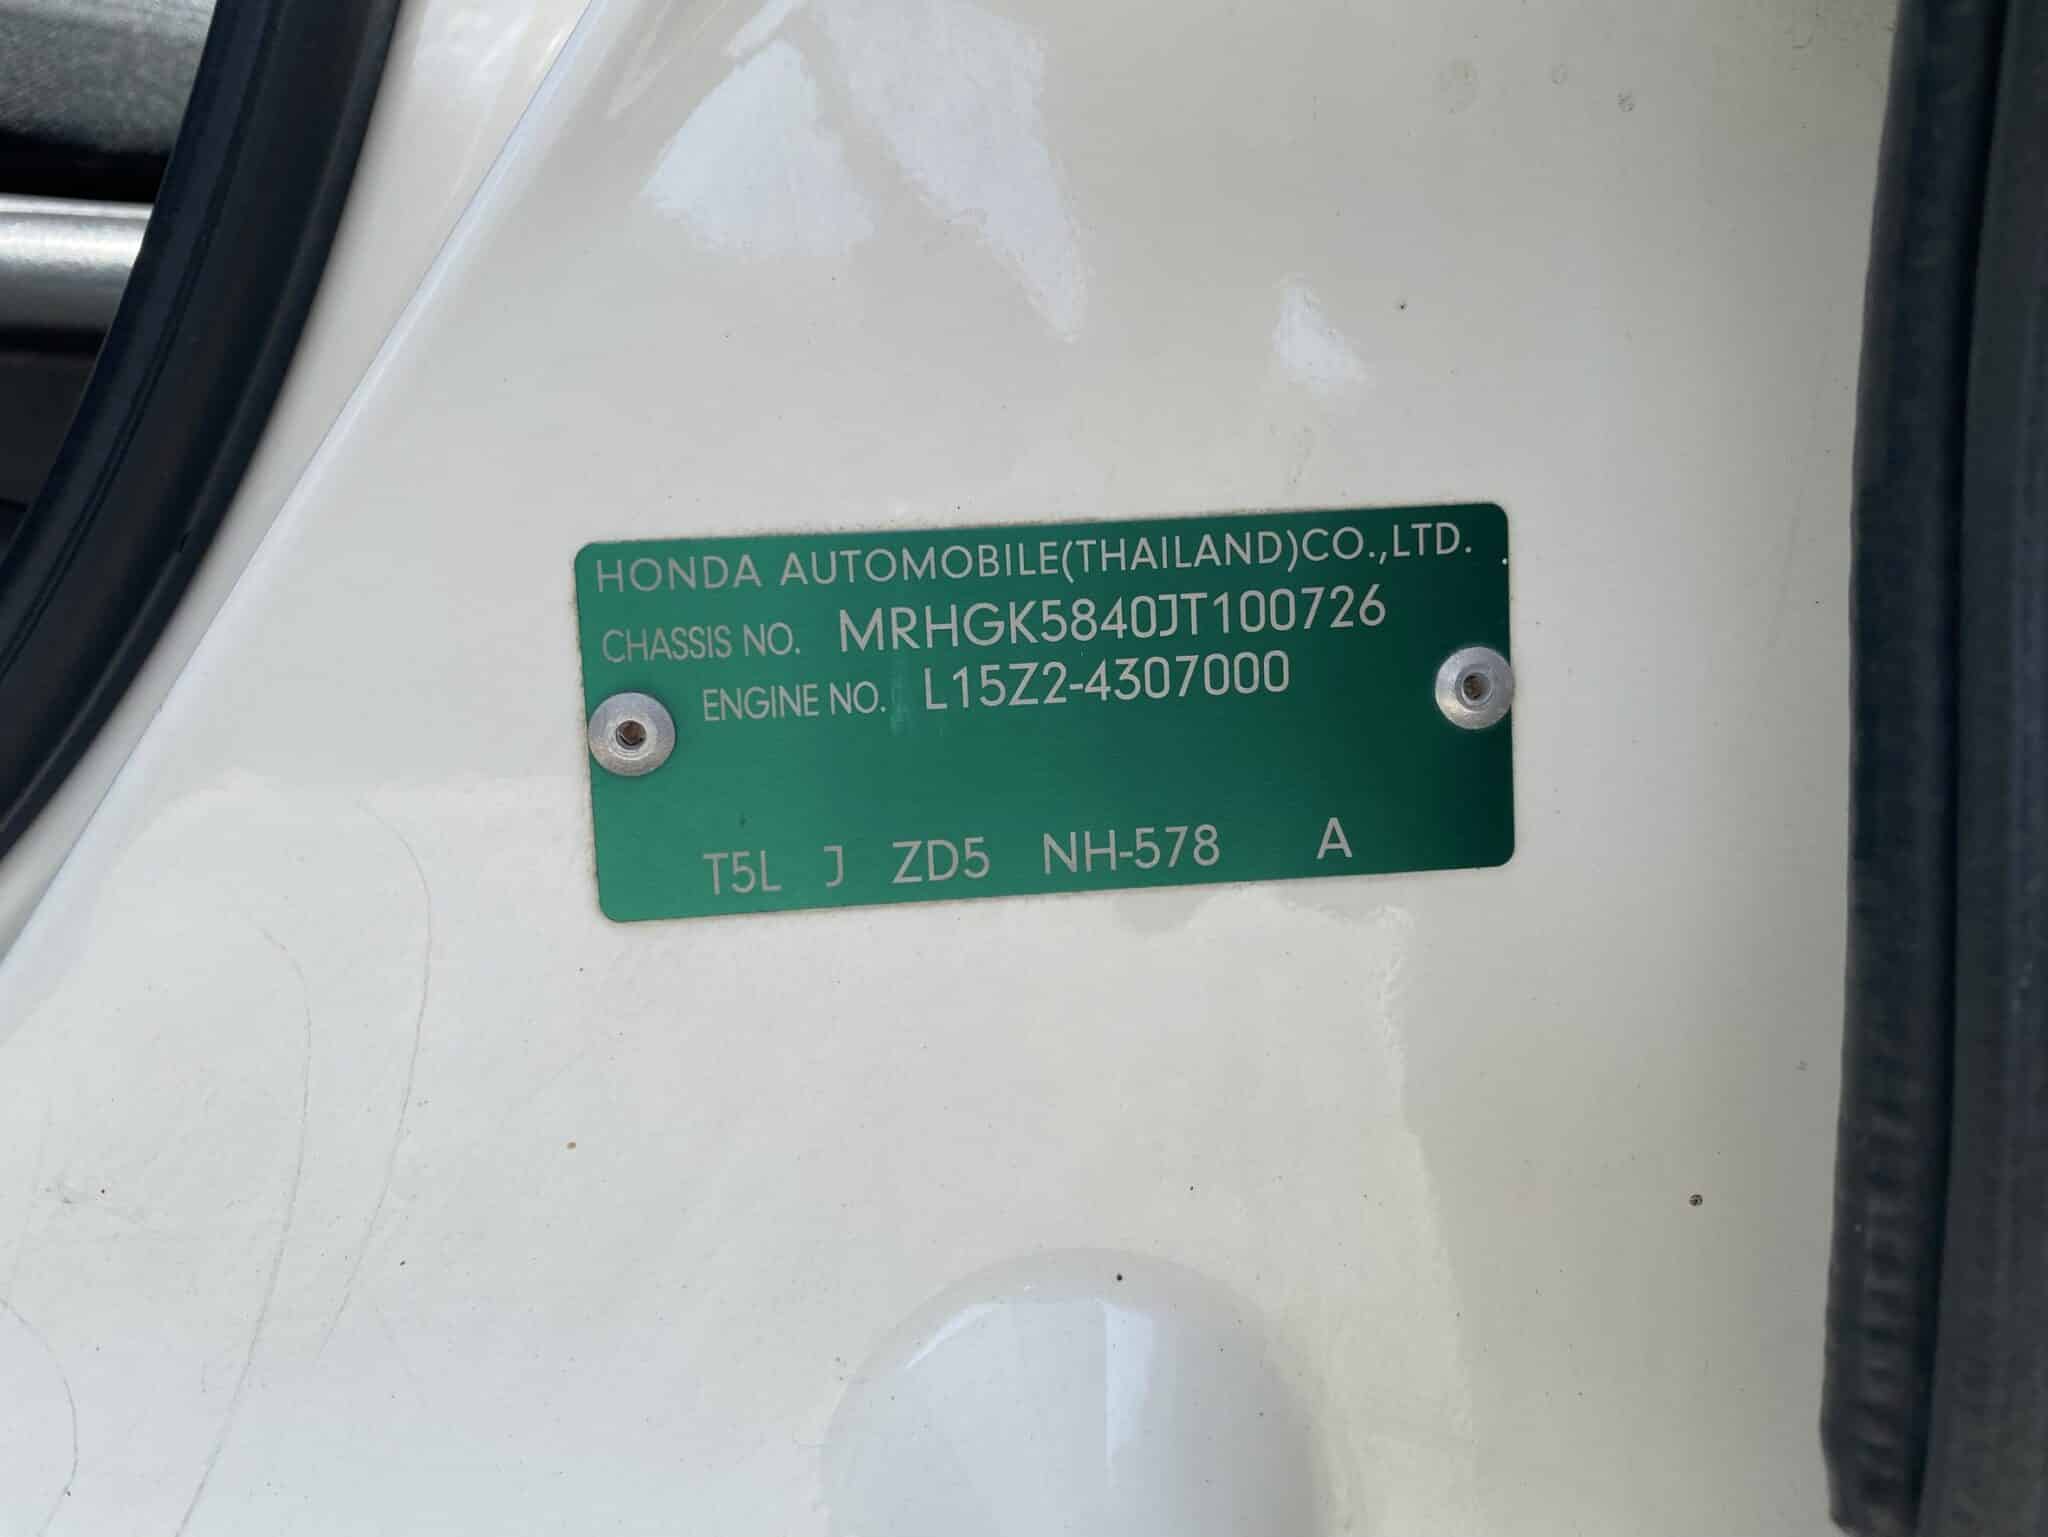 HONDA AUTOMOBILE(THAILAND)CO.,LTD.
CHASSIS NO. MRHGK5840JT100726
ENGINE NO. L15Z2-4307000
T5L J ZD5 NH-578 A